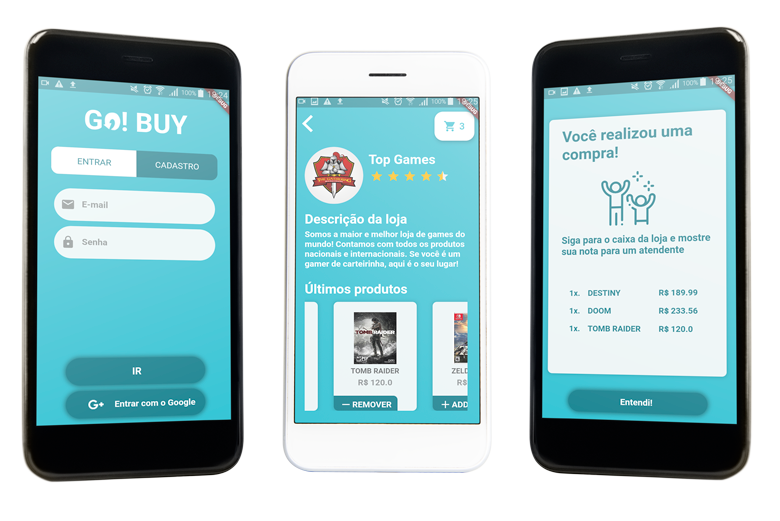 100% 12:24
GO! BUY
ENTRAR
CADASTRO
E-mail
Senha
IR
G+ Entrar com o Google
100% 12:25
3
Top Games
Descrição da loja
Somos a maior e melhor loja de games do
mundo! Contamos com todos os produtos
nacionais e internacionais. Se você é um
gamer de carteirinha, aqui é o seu lugar!
Últimos produtos
TOMB RAIDER
TOMB RAIDER
R$ 120.0
− REMOVER
ZELD
R$
+ ADD
100% 12:25
Você realizou uma
compra!
Siga para o caixa da loja e mostre
sua nota para um atendente
1x. DESTINY R$ 189.99
1x. DOOM R$ 233.56
1x. TOMB RAIDER R$ 120.0
Entendi!